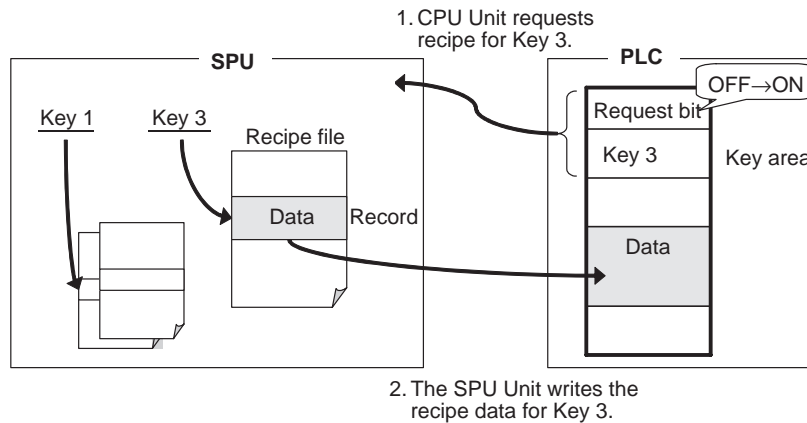 1. CPU Unit requests
recipe for Key 3.
SPU
PLC
OFF→ON
Key 1
Key 3
Recipe file
Request bit
Key 3
Key area
Data
Record
Data
2. The SPU Unit writes the
recipe data for Key 3.